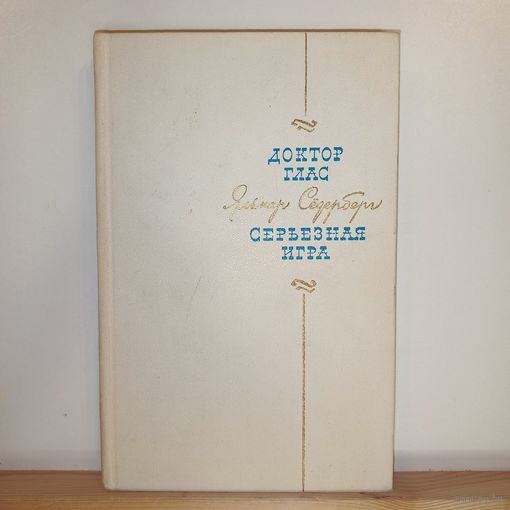 ДОКТОР
ГЛАС
Яльмар Сёдерберг
СЕРЬЕЗНАЯ
ИГРА